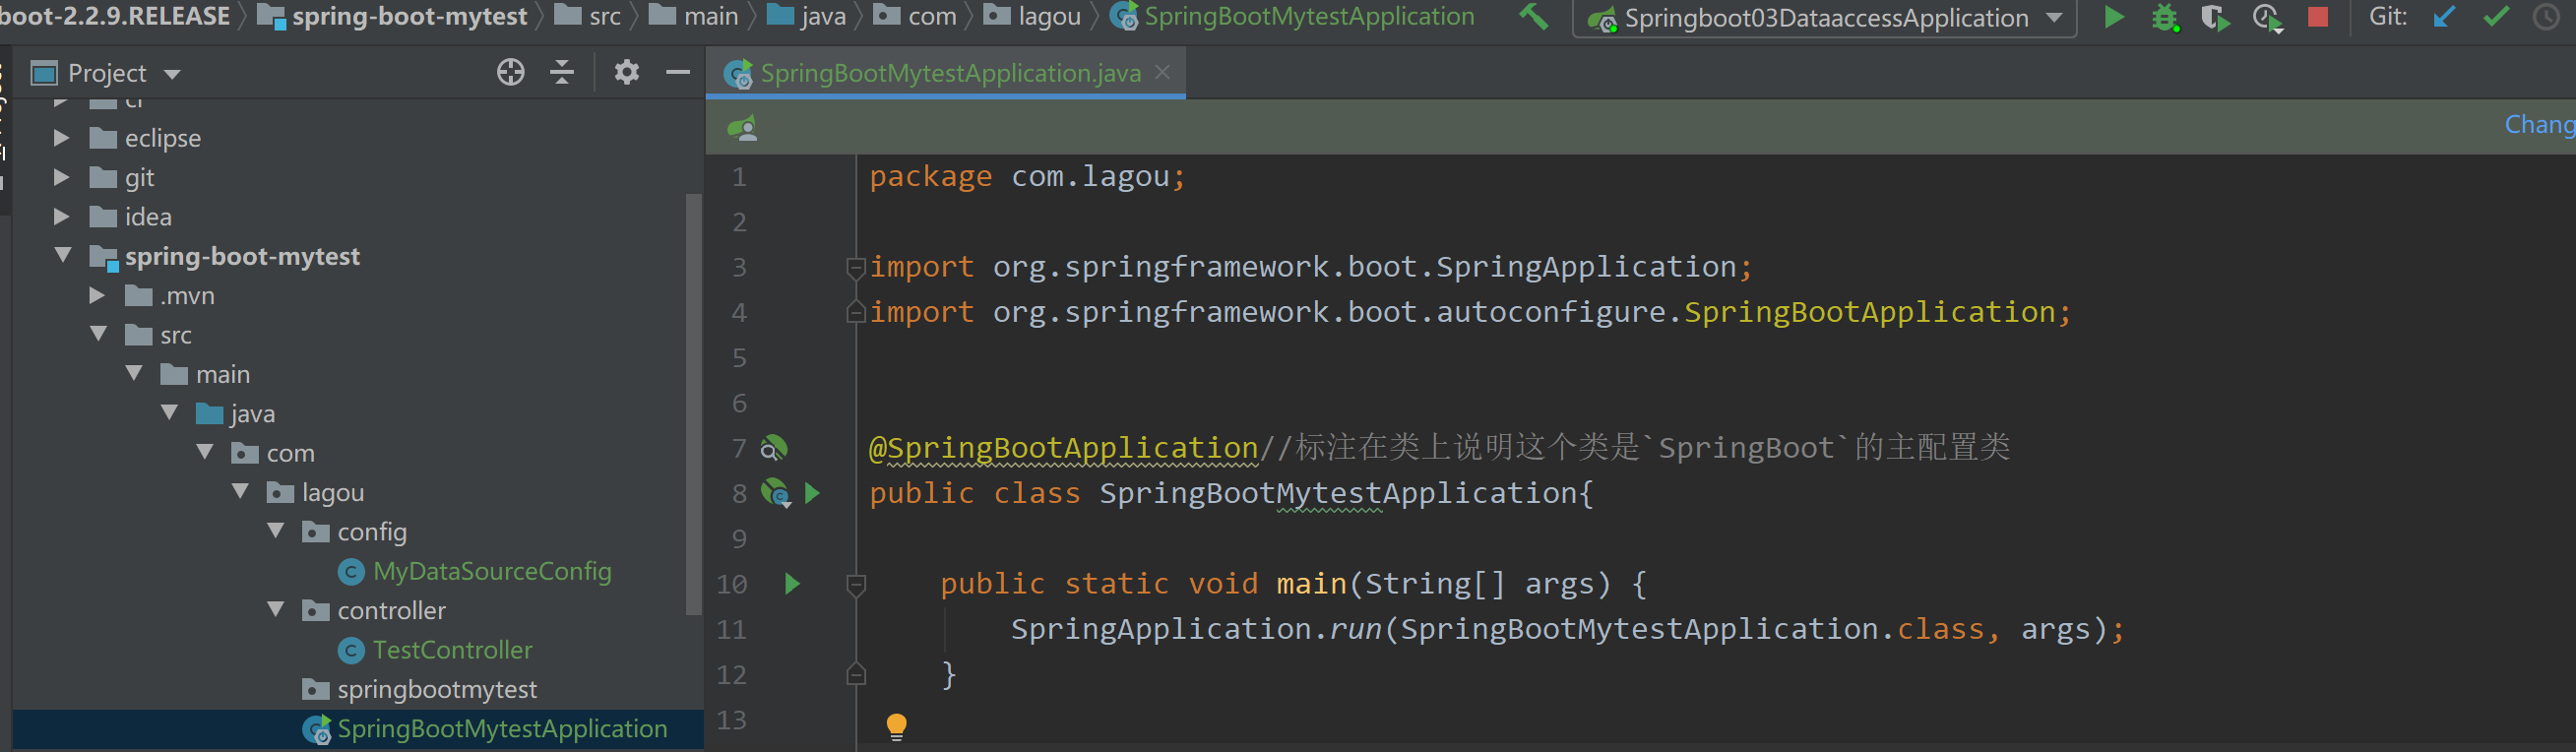 boot-2.2.9.RELEASE spring-boot-mytest src main java com lagou SpringBootMytestApplication Springboot03DataaccessApplication Git:
Project
SpringBootMytestApplication.java
eclipse
git
idea
spring-boot-mytest
.mvn
src
main
java
com
lagou
config
MyDataSourceConfig
controller
TestController
springbootmytest
SpringBootMytestApplication
Chang
1 package com.lagou;
2
3 import org.springframework.boot.SpringApplication;
4 import org.springframework.boot.autoconfigure.SpringBootApplication;
5
6
7 @SpringBootApplication//标注在类上说明这个类是`SpringBoot`的主配置类
8 public class SpringBootMytestApplication{
9
10 public static void main(String[] args) {
11 SpringApplication.run(SpringBootMytestApplication.class, args);
12 }
13